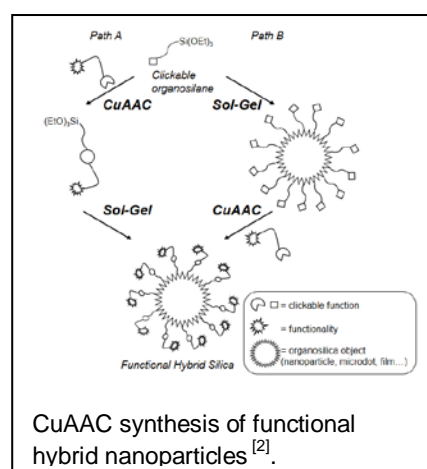 Path A
Path B
Si(OEt)3
Clickable
organosilane
CuAAC
Sol-Gel
(EtO)3Si
Sol-Gel
CuAAC
= clickable function
= functionality
= organosilica object
(nanoparticle, microdot, film...)
Functional Hybrid Silica
CuAAC synthesis of functional
hybrid nanoparticles [2].